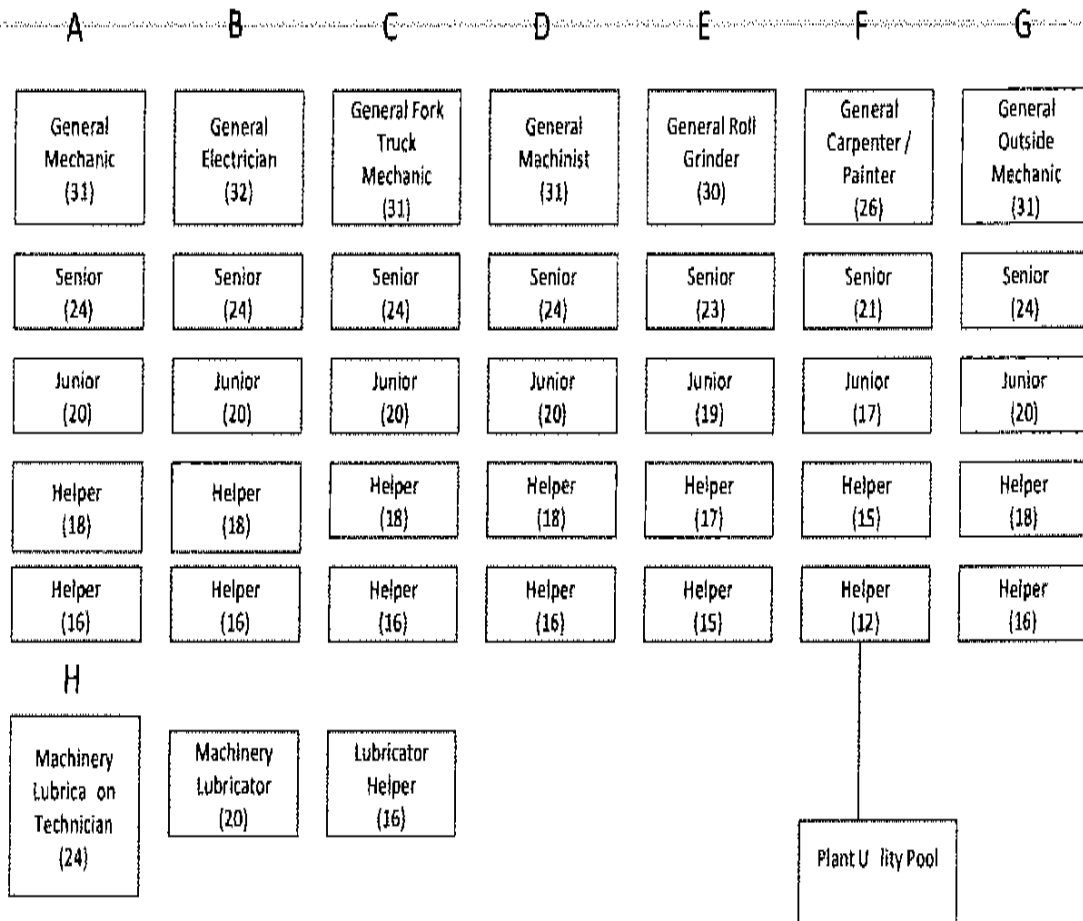 A B C D E F G
General Mechanic (31)
General Electrician (32)
General Fork Truck Mechanic (31)
General Machinist (31)
General Roll Grinder (30)
General Carpenter / Painter (26)
General Outside Mechanic (31)
Senior (24)
Senior (24)
Senior (24)
Senior (24)
Senior (23)
Senior (21)
Senior (24)
Junior (20)
Junior (20)
Junior (20)
Junior (20)
Junior (19)
Junior (17)
Junior (20)
Helper (18)
Helper (18)
Helper (18)
Helper (18)
Helper (17)
Helper (15)
Helper (18)
Helper (16)
Helper (16)
Helper (16)
Helper (16)
Helper (15)
Helper (12)
Helper (16)
H
Machinery Lubrica on Technician (24)
Machinery Lubricator (20)
Lubricator Helper (16)
Plant U lity Pool